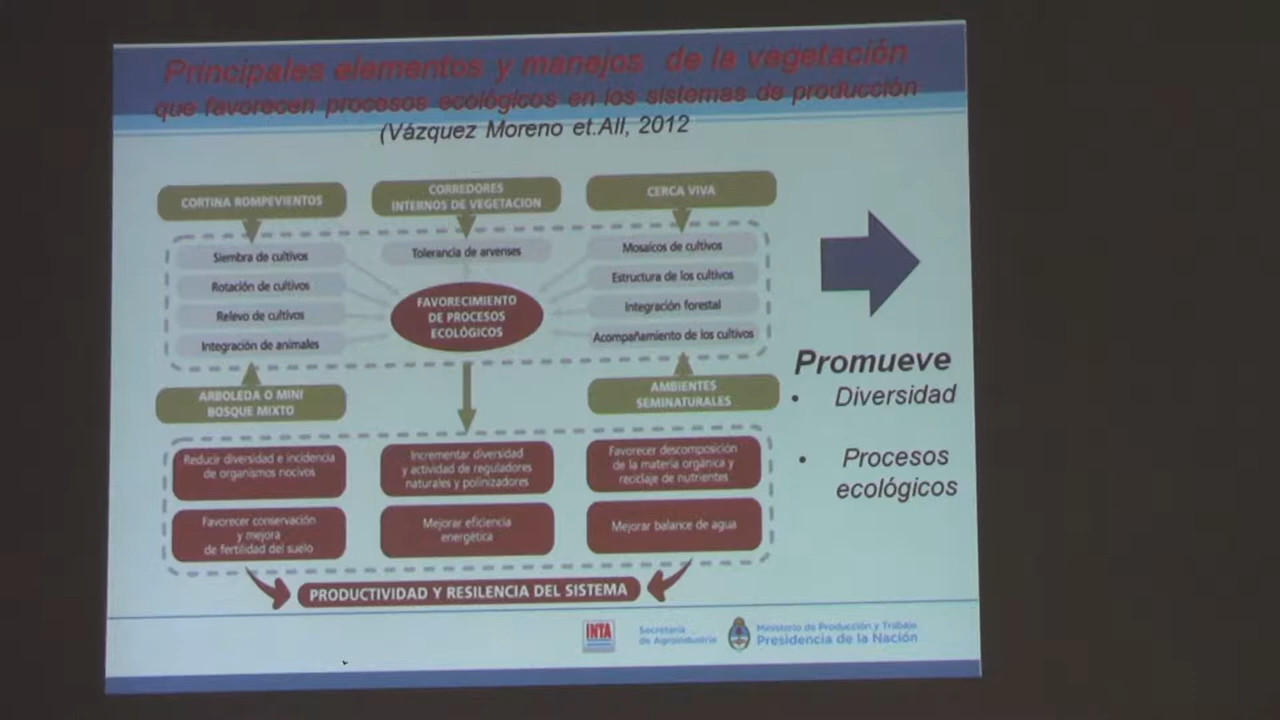 Principales elementos y manejos de la vegetación
que favorecen procesos ecológicos en los sistemas de producción
(Vázquez Moreno et.All, 2012
CORTINA ROMPEVIENTOS
CORREDORES
INTERNOS DE VEGETACION
CERCA VIVA
Siembra de cultivos
Rotación de cultivos
Relevo de cultivos
Integración de animales
Tolerancia de arvenses
FAVORECIMIENTO
DE PROCESOS
ECOLÓGICOS
Mosaicos de cultivos
Estructura de los cultivos
Integración forestal
Acompañamiento de los cultivos
ARBOLEDA O MINI
BOSQUE MIXTO
AMBIENTES
SEMINATURALES
Reducir diversidad e incidencia
de organismos nocivos
Incrementar diversidad
y actividad de reguladores
naturales y polinizadores
Favorecer descomposición
de la materia orgánica y
reciclaje de nutrientes
Favorecer conservación
y mejora
de fertilidad del suelo
Mejorar eficiencia
energética
Mejorar balance de agua
PRODUCTIVIDAD Y RESILENCIA DEL SISTEMA
Promueve
• Diversidad
• Procesos
ecológicos
INTA
Secretaría
de Agroindustria
Ministerio de Producción y Trabajo
Presidencia de la Nación